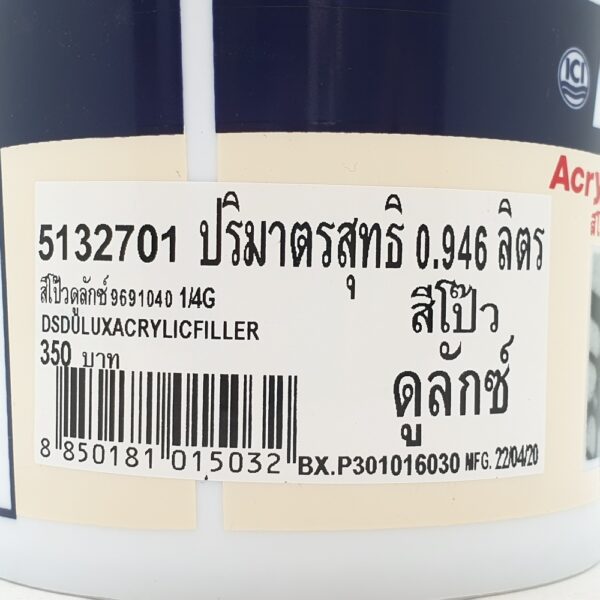 ICI
Acry
5132701 ปริมาตรสุทธิ 0.946 ลิตร
สีโป๊วดูลักซ์ 9691040 1/4G
DSDULUXACRYLICFILLER
350 บาท
สีโป๊ว
ดูลักซ์
8 850181 015032
BX.P301016030 MFG. 22/04/20